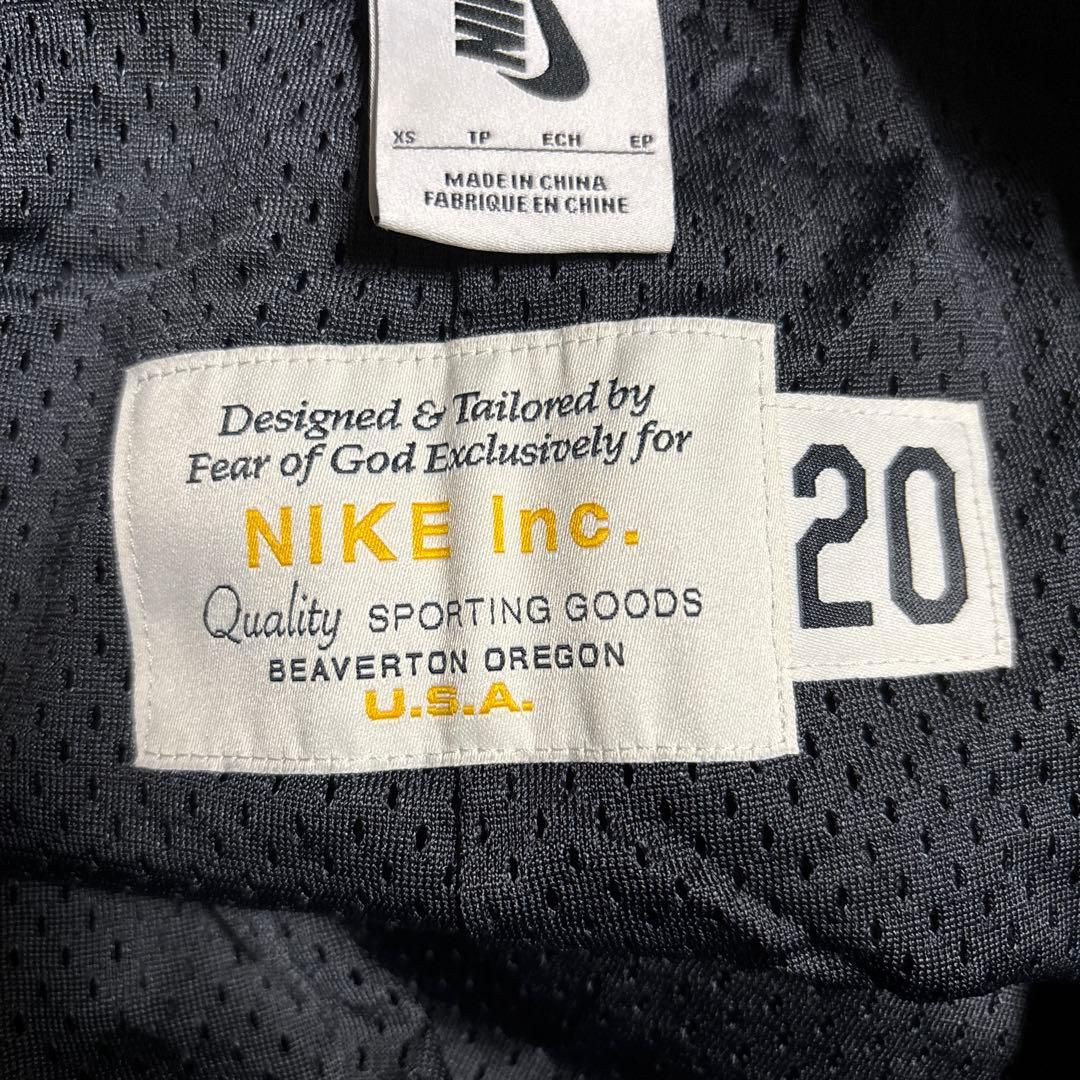 NIKE
XS TP ECH EP
MADE IN CHINA
FABRIQUE EN CHINE
Designed & Tailored by
Fear of God Exclusively for
NIKE Inc.
Quality SPORTING GOODS
BEAVERTON OREGON
U.S.A.
20